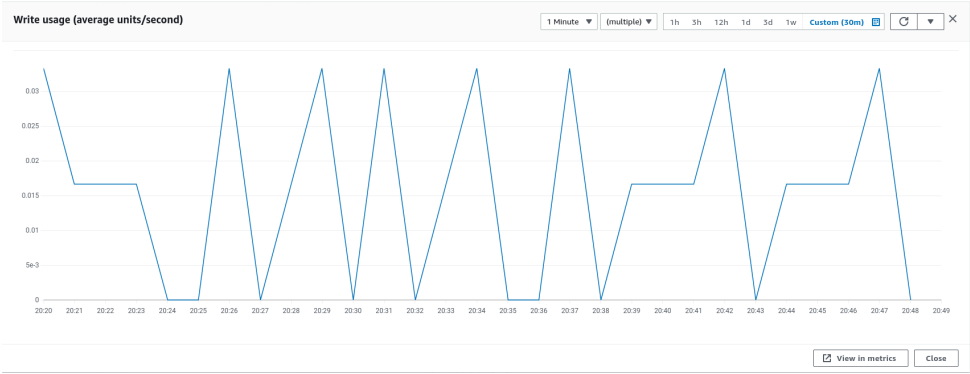 Write usage (average units/second)
1 Minute (multiple) 1h 3h 12h 1d 3d 1w Custom (30m)
0.03
0.025
0.02
0.015
0.01
5e-3
0
20:20 20:21 20:22 20:23 20:24 20:25 20:26 20:27 20:28 20:29 20:30 20:31 20:32 20:33 20:34 20:35 20:36 20:37 20:38 20:39 20:40 20:41 20:42 20:43 20:44 20:45 20:46 20:47 20:48 20:49
View in metrics Close